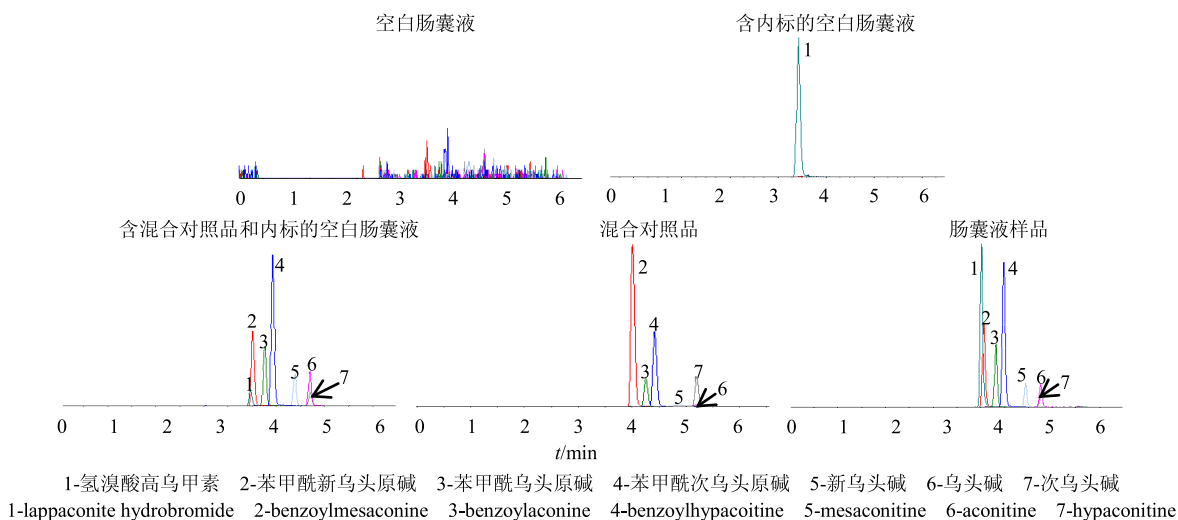 空白肠囊液
含内标的空白肠囊液
1
0 1 2 3 4 5 6
0 1 2 3 4 5 6
含混合对照品和内标的空白肠囊液
混合对照品
肠囊液样品
1 2 3 4 5 6 7
2 3 4 5 7 6
1 2 3 4 5 6 7
0 1 2 3 4 5 6
0 1 2 3 4 5 6
0 1 2 3 4 5 6
t/min
1-氢溴酸高乌甲素 2-苯甲酰新乌头原碱 3-苯甲酰乌头原碱 4-苯甲酰次乌头原碱 5-新乌头碱 6-乌头碱 7-次乌头碱
1-lappaconite hydrobromide 2-benzoylmesaconine 3-benzoylaconine 4-benzoylhypacoitine 5-mesaconitine 6-aconitine 7-hypaconitine